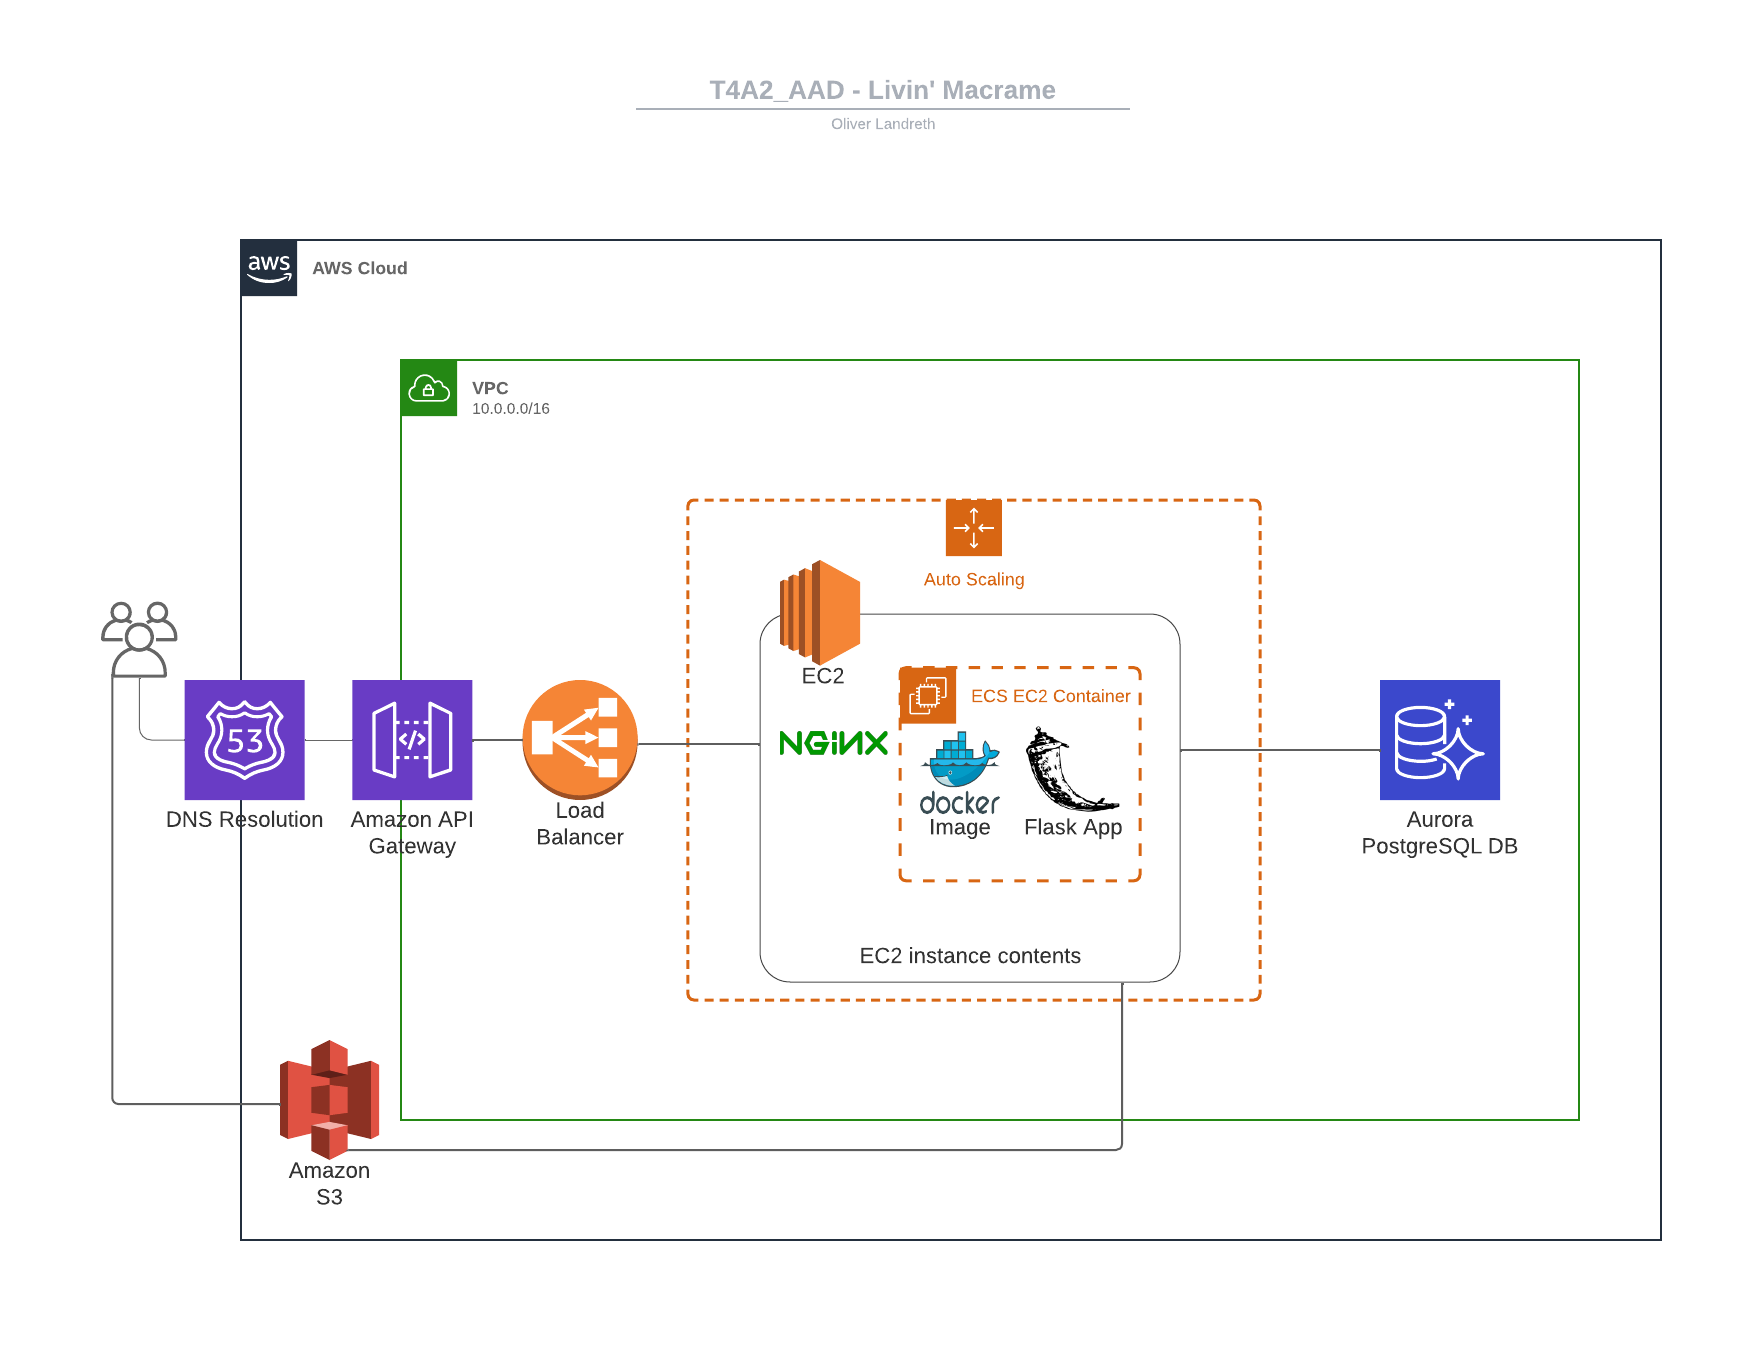 T4A2_AAD - Livin' Macrame
Oliver Landreth
aws
AWS Cloud
VPC
10.0.0.0/16
Auto Scaling
EC2
ECS EC2 Container
NGINX
docker
Image
Flask App
EC2 instance contents
53
DNS Resolution
</>
Amazon API
Gateway
Load
Balancer
Aurora
PostgreSQL DB
Amazon
S3